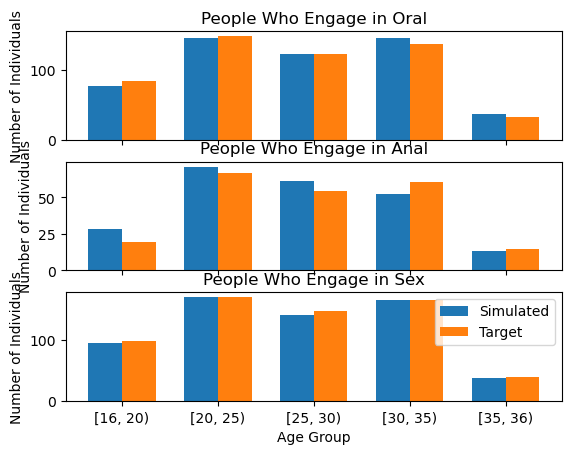 People Who Engage in Oral
Number of Individuals
100
0
People Who Engage in Anal
Number of Individuals
50
25
0
People Who Engage in Sex
Number of Individuals
100
0
Simulated
Target
[16, 20) [20, 25) [25, 30) [30, 35) [35, 36)
Age Group